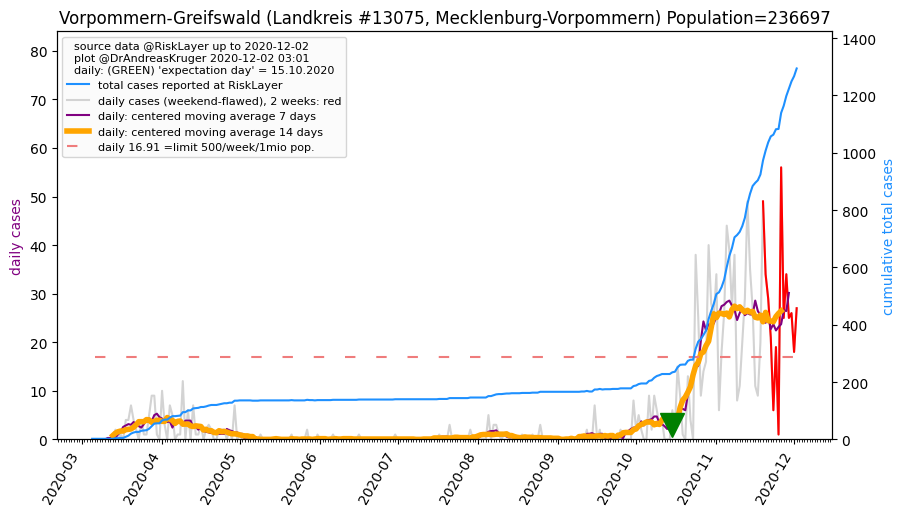 Vorpommern-Greifswald (Landkreis #13075, Mecklenburg-Vorpommern) Population=236697
source data @RiskLayer up to 2020-12-02
plot @DrAndreasKruger 2020-12-02 03:01
daily: (GREEN) 'expectation day' = 15.10.2020
total cases reported at RiskLayer
daily cases (weekend-flawed), 2 weeks: red
daily: centered moving average 7 days
daily: centered moving average 14 days
daily 16.91 =limit 500/week/1mio pop.
daily cases
80
70
60
50
40
30
20
10
0
cumulative total cases
1400
1200
1000
800
600
400
200
0
2020-03
2020-04
2020-05
2020-06
2020-07
2020-08
2020-09
2020-10
2020-11
2020-12